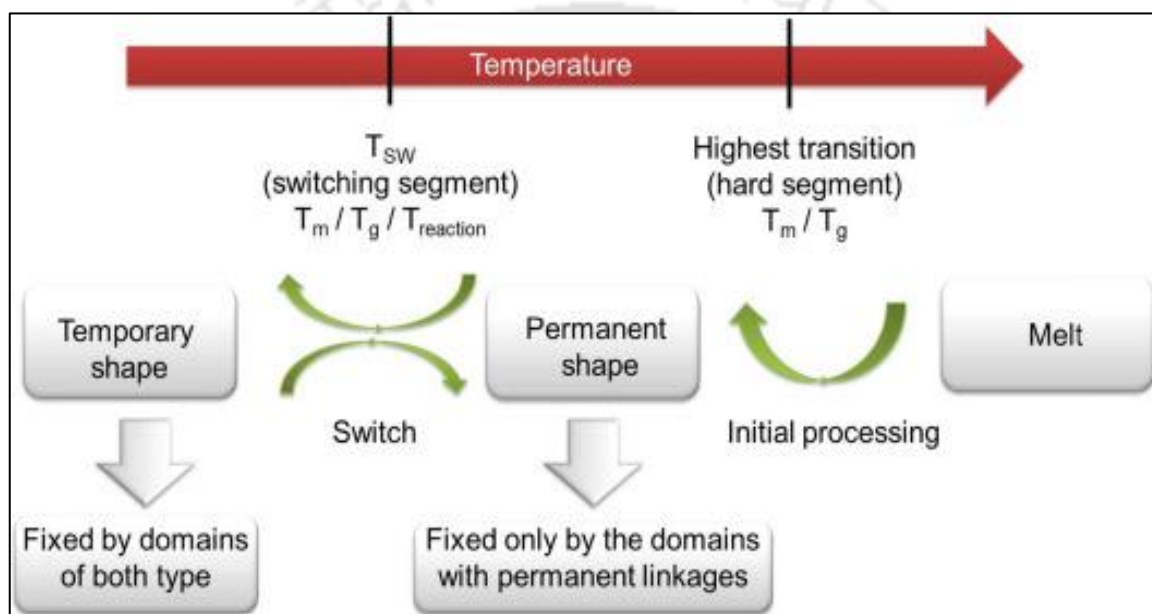 Temperature
T_SW
(switching segment)
T_m / T_g / T_reaction
Highest transition
(hard segment)
T_m / T_g
Temporary
shape
Permanent
shape
Melt
Switch
Initial processing
Fixed by domains
of both type
Fixed only by the domains
with permanent linkages